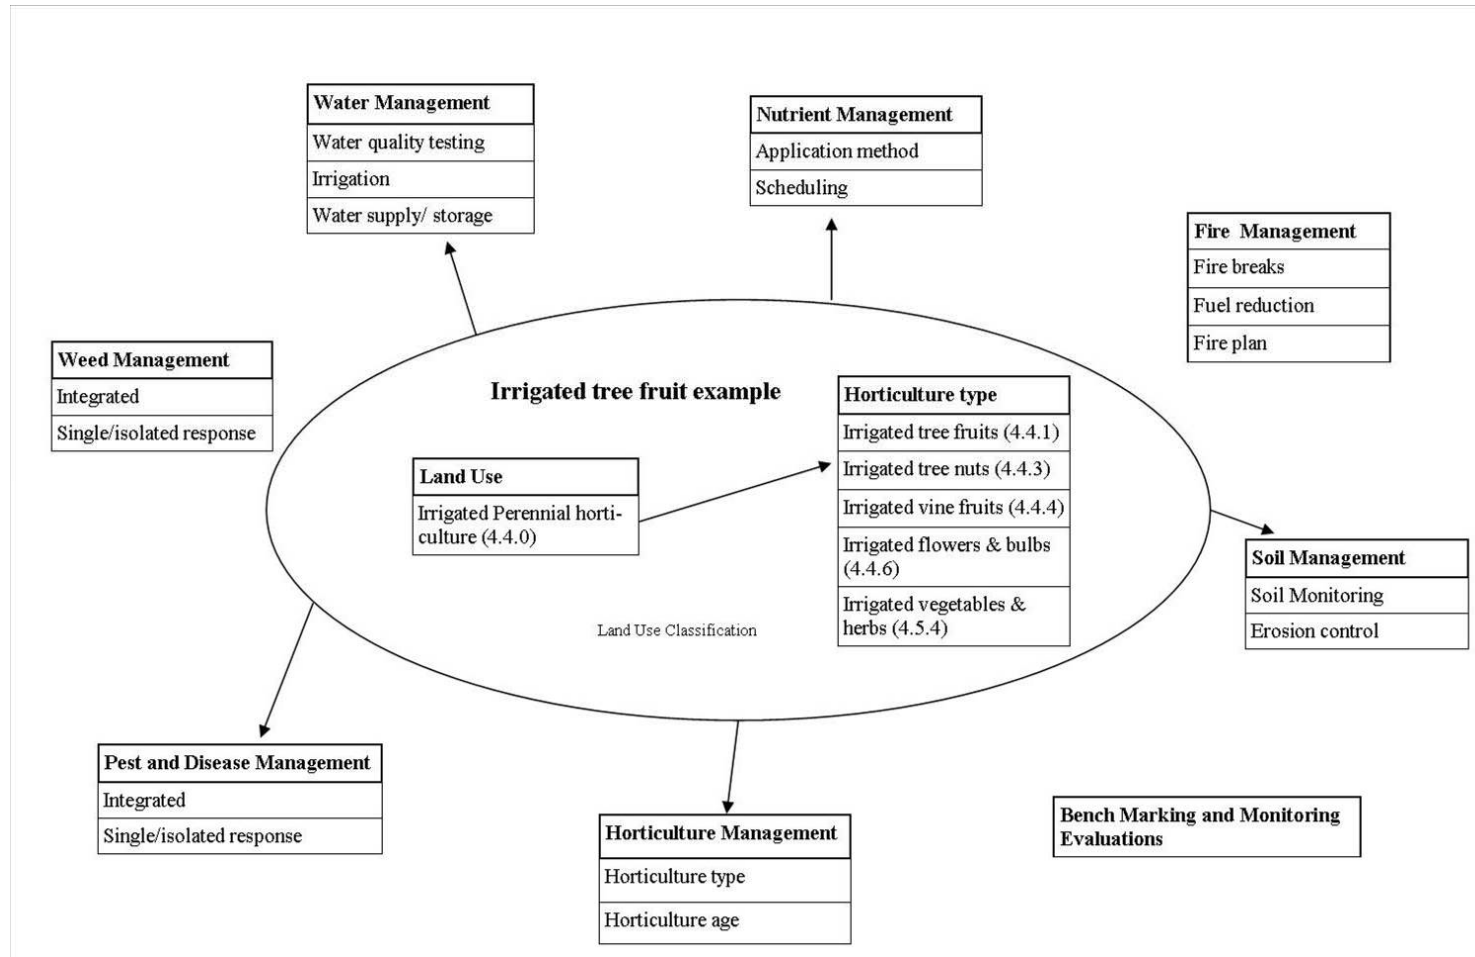 Water Management
Water quality testing
Irrigation
Water supply/ storage
Nutrient Management
Application method
Scheduling
Fire Management
Fire breaks
Fuel reduction
Fire plan
Weed Management
Integrated
Single/isolated response
Irrigated tree fruit example
Land Use
Irrigated Perennial horti-
culture (4.4.0)
Horticulture type
Irrigated tree fruits (4.4.1)
Irrigated tree nuts (4.4.3)
Irrigated vine fruits (4.4.4)
Irrigated flowers & bulbs
(4.4.6)
Irrigated vegetables &
herbs (4.5.4)
Land Use Classification
Soil Management
Soil Monitoring
Erosion control
Pest and Disease Management
Integrated
Single/isolated response
Horticulture Management
Horticulture type
Horticulture age
Bench Marking and Monitoring
Evaluations